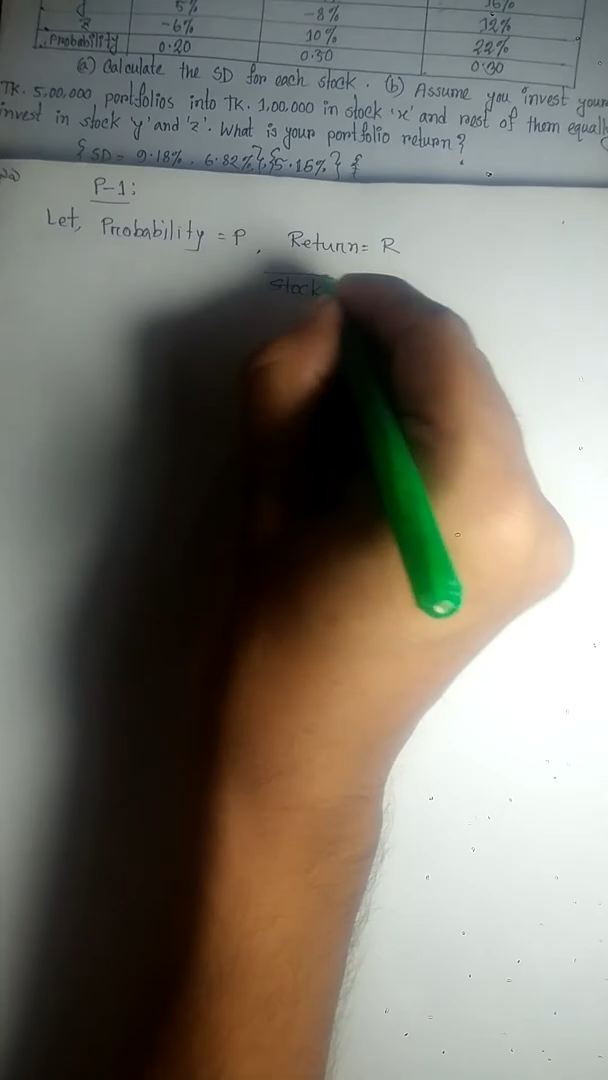 5% -8% 16%
z -6% 10% 12%
Probability 0.20 0.50 22%
0.30
(a) Calculate the SD for each stock. (b) Assume you invest your
TK. 5,00,000 portfolios into TK. 1,00,000 in stock 'x' and rest of them equally
invest in stock 'y' and 'z'. What is your portfolio return?
{SD = 9.18%, 6.82%},{5.16%} {
P-1:
Let, Probability = P, Return = R
Stock